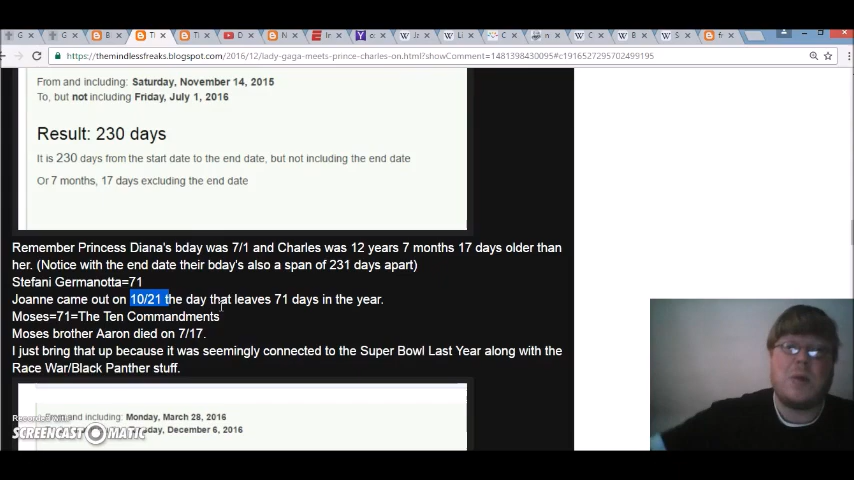 https://themindlessfreaks.blogspot.com/2016/12/lady-gaga-meets-prince-charles-on.html?showComment=1481398430095#c1916527295702499195
From and including: Saturday, November 14, 2015
To, but not including Friday, July 1, 2016
Result: 230 days
It is 230 days from the start date to the end date, but not including the end date
Or 7 months, 17 days excluding the end date
Remember Princess Diana's bday was 7/1 and Charles was 12 years 7 months 17 days older than
her. (Notice with the end date their bday's also a span of 231 days apart)
Stefani Germanotta=71
Joanne came out on 10/21 the day that leaves 71 days in the year.
Moses=71=The Ten Commandments
Moses brother Aaron died on 7/17.
I just bring that up because it was seemingly connected to the Super Bowl Last Year along with the
Race War/Black Panther stuff.
and including: Monday, March 28, 2016
December 6, 2016
SCREENCAST MATIC